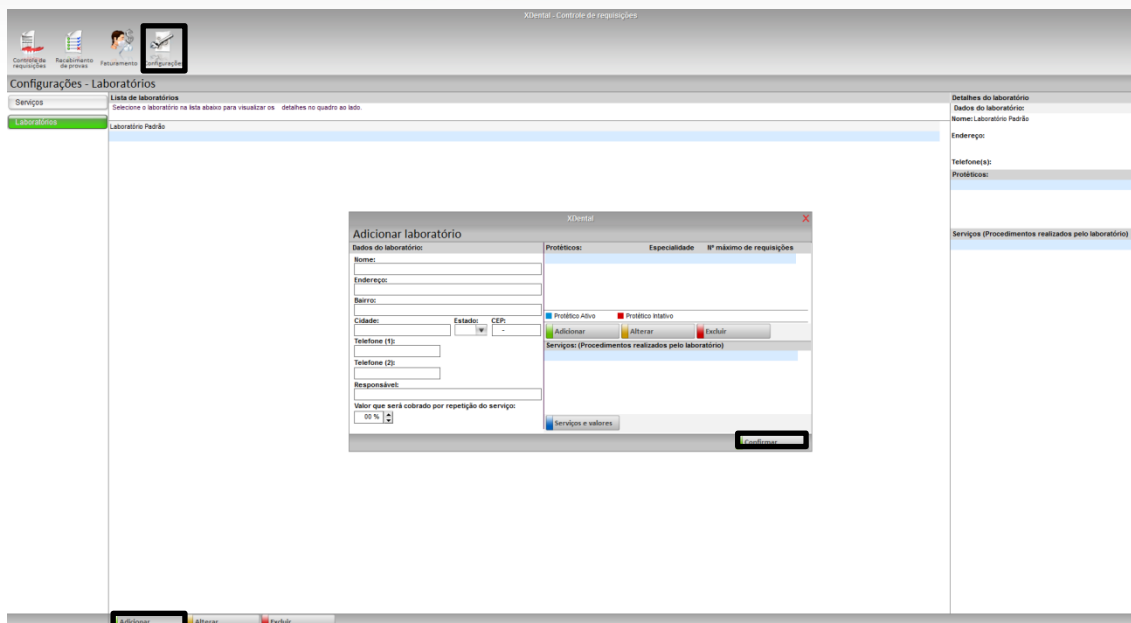 XDental - Controle de requisições
Controle de requisições
Recebimento de provas
Faturamento
Configurações
Configurações - Laboratórios
Serviços
Laboratórios
Lista de laboratórios
Selecione o laboratório na lista abaixo para visualizar os detalhes no quadro ao lado.
Laboratório Padrão
Detalhes do laboratório
Dados do laboratório:
Nome: Laboratório Padrão
Endereço:
Telefone(s):
Protéticos:
Serviços (Procedimentos realizados pelo laboratório)
XDental
X
Adicionar laboratório
Dados do laboratório:
Nome:
Endereço:
Bairro:
Cidade: Estado: CEP:
-
Telefone (1):
Telefone (2):
Responsável:
Valor que será cobrado por repetição do serviço:
00 %
Protéticos: Especialidade Nº máximo de requisições
Protético Ativo Protético Intativo
Adicionar Alterar Excluir
Serviços: (Procedimentos realizados pelo laboratório)
Serviços e valores
Confirmar
Adicionar Alterar Excluir